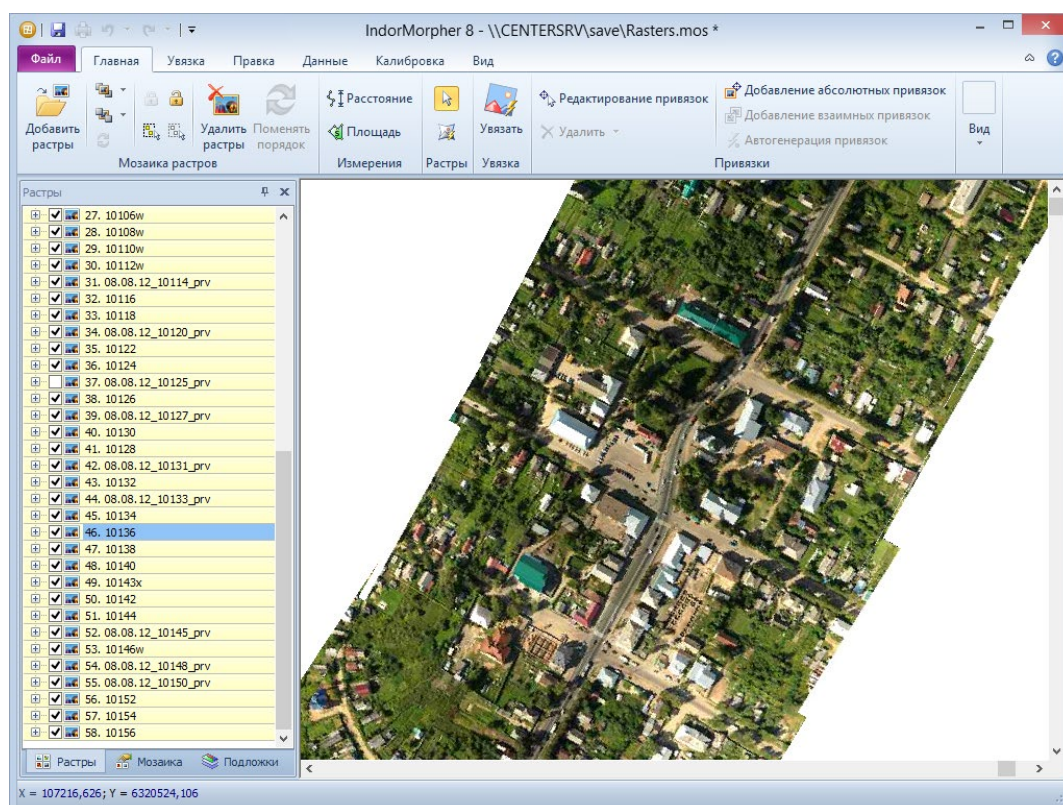 IndorMorpher 8 - \\CENTERSRV\save\Rasters.mos *
Файл Главная Увязка Правка Данные Калибровка Вид
Добавить растры
Удалить растры
Поменять порядок
Мозаика растров
Расстояние
Площадь
Измерения
Растры
Увязать
Увязка
Редактирование привязок
Удалить
Добавление абсолютных привязок
Добавление взаимных привязок
Автогенерация привязок
Привязки
Вид
Растры
27. 10106w
28. 10108w
29. 10110w
30. 10112w
31. 08.08.12_10114_prv
32. 10116
33. 10118
34. 08.08.12_10120_prv
35. 10122
36. 10124
37. 08.08.12_10125_prv
38. 10126
39. 08.08.12_10127_prv
40. 10130
41. 10128
42. 08.08.12_10131_prv
43. 10132
44. 08.08.12_10133_prv
45. 10134
46. 10136
47. 10138
48. 10140
49. 10143x
50. 10142
51. 10144
52. 08.08.12_10145_prv
53. 10146w
54. 08.08.12_10148_prv
55. 08.08.12_10150_prv
56. 10152
57. 10154
58. 10156
Растры Мозаика Подложки
X = 107216,626; Y = 6320524,106